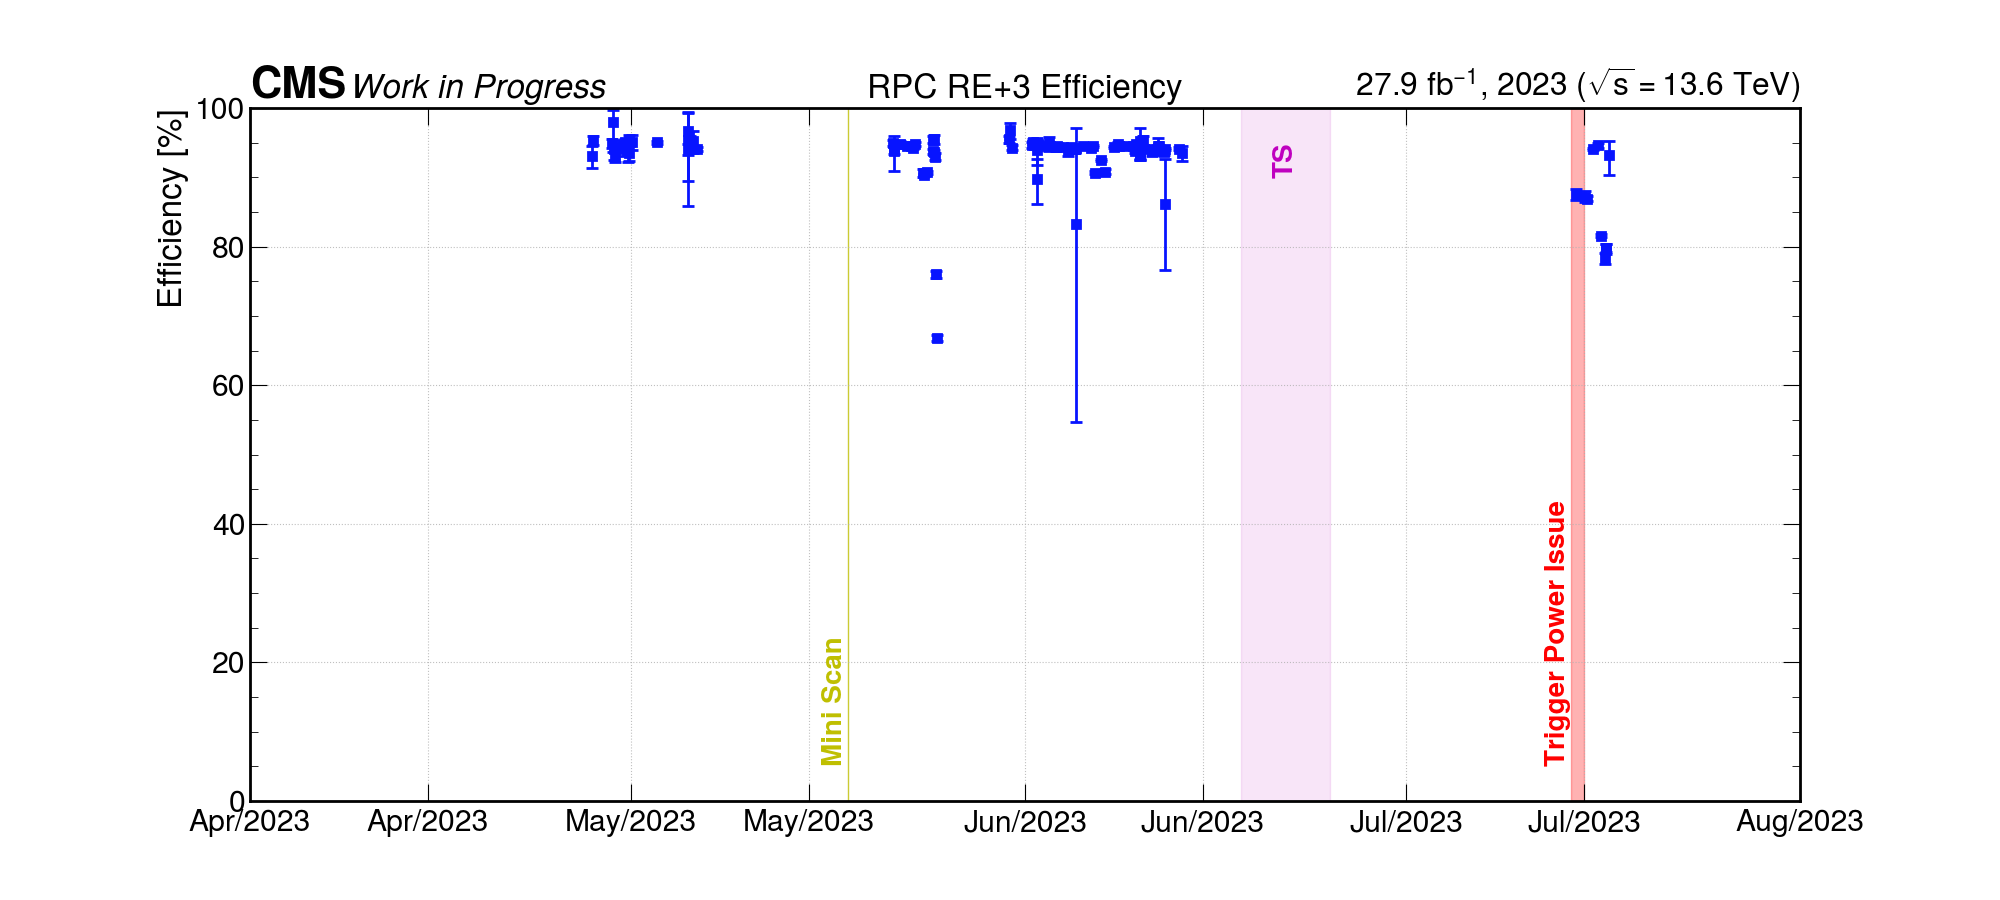 CMS Work in Progress RPC RE+3 Efficiency 27.9 fb⁻¹, 2023 (√s = 13.6 TeV)
Efficiency [%]
100
80
60
40
20
0
TS
Mini Scan
Trigger Power Issue
Apr/2023 Apr/2023 May/2023 May/2023 Jun/2023 Jun/2023 Jul/2023 Jul/2023 Aug/2023